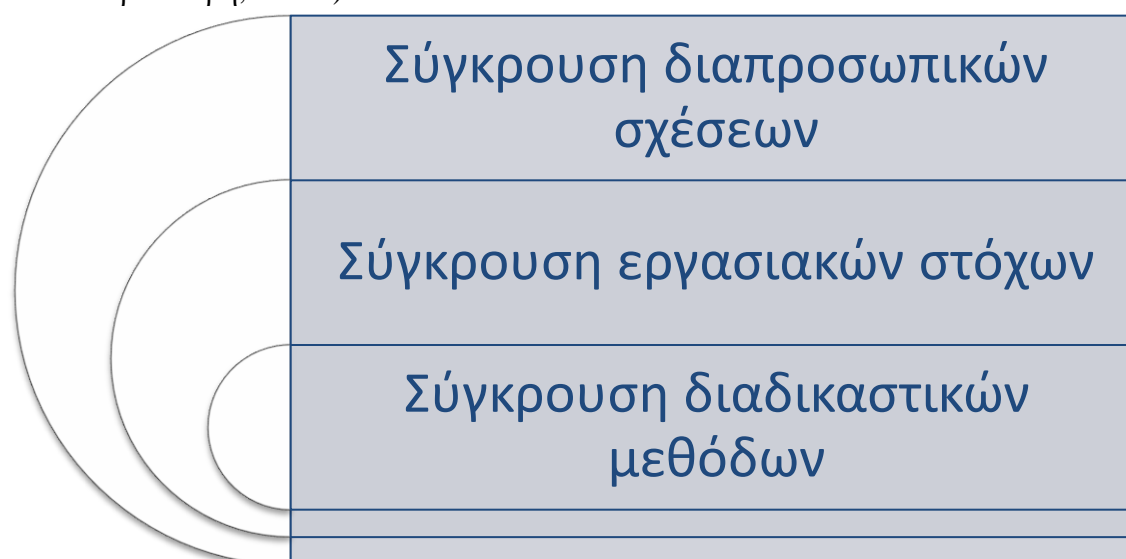 Σύγκρουση διαπροσωπικών
σχέσεων
Σύγκρουση εργασιακών στόχων
Σύγκρουση διαδικαστικών
μεθόδων